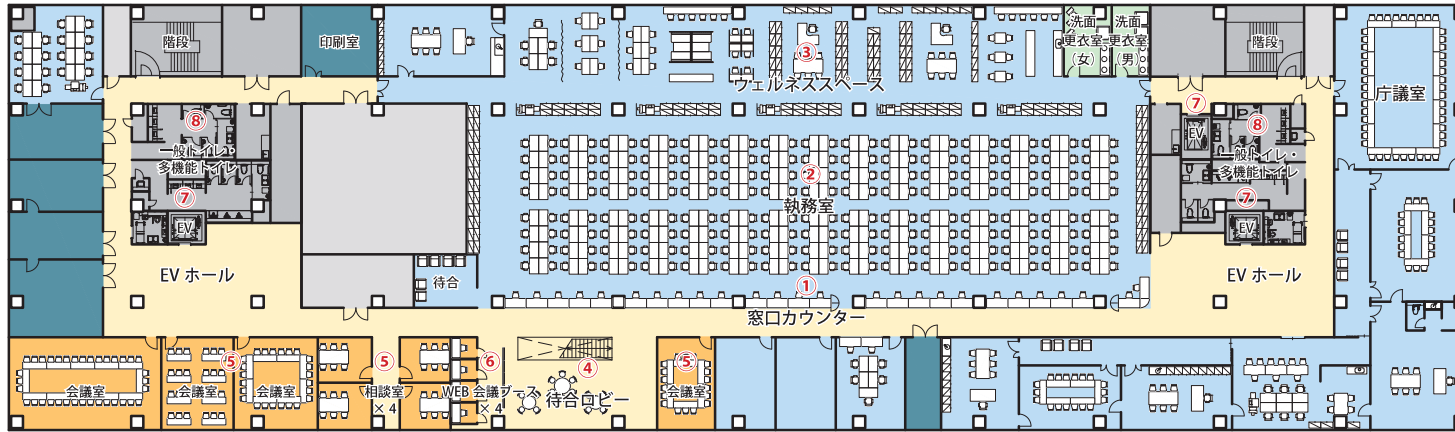 階段
印刷室
③
ウェルネススペース
洗面
更衣室
(女)
洗面
更衣室
(男)
階段
庁議室
⑧
一般トイレ・
多機能トイレ
⑦
EV
②
執務室
⑦
EV
⑧
一般トイレ・
多機能トイレ
⑦
EV
EV ホール
待合
①
窓口カウンター
EV ホール
会議室
⑤
会議室
会議室
⑤
相談室
×4
⑥
WEB 会議ブース
×4
④
待合ロビー
⑤
会議室